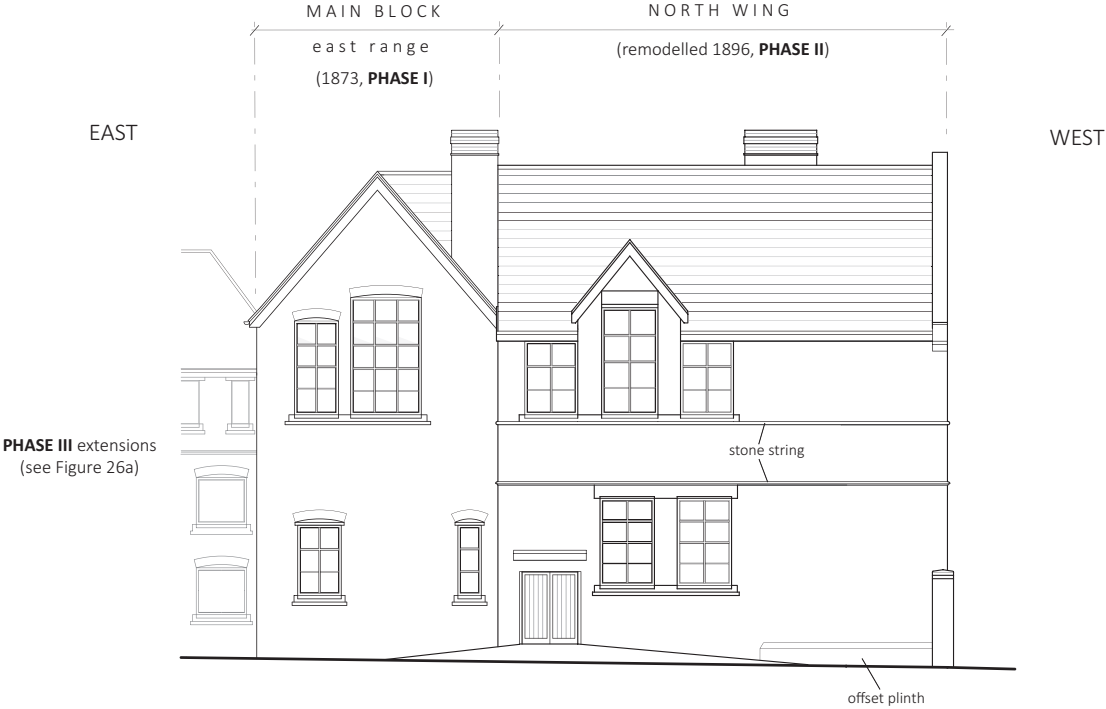 MAIN BLOCK
NORTH WING
east range
(remodelled 1896, PHASE II)
(1873, PHASE I)
EAST
WEST
PHASE III extensions
(see Figure 26a)
stone string
offset plinth